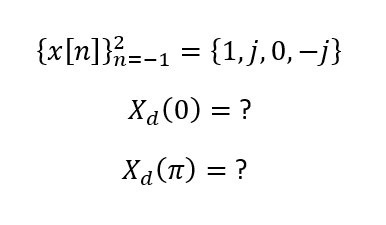 {x[n]}²ₙ₌₋₁ = {1, j, 0, −j}
X_d(0) = ?
X_d(π) = ?